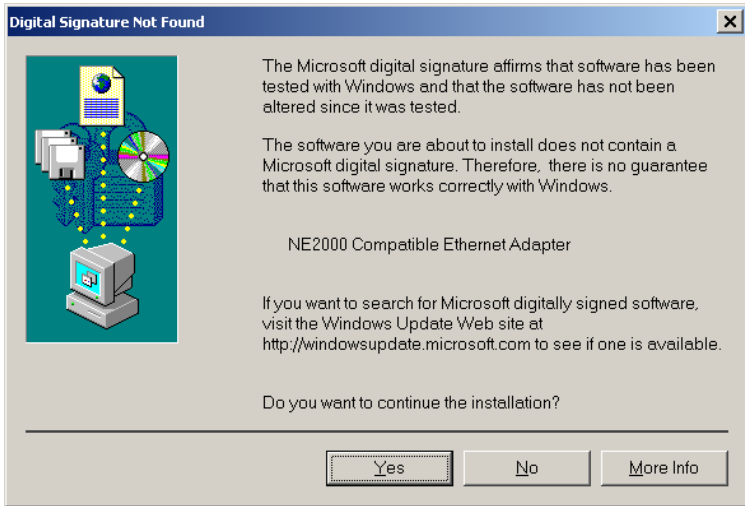 Digital Signature Not Found
The Microsoft digital signature affirms that software has been
tested with Windows and that the software has not been
altered since it was tested.
The software you are about to install does not contain a
Microsoft digital signature. Therefore, there is no guarantee
that this software works correctly with Windows.
NE2000 Compatible Ethernet Adapter
If you want to search for Microsoft digitally signed software,
visit the Windows Update Web site at
http://windowsupdate.microsoft.com to see if one is available.
Do you want to continue the installation?
Yes No More Info